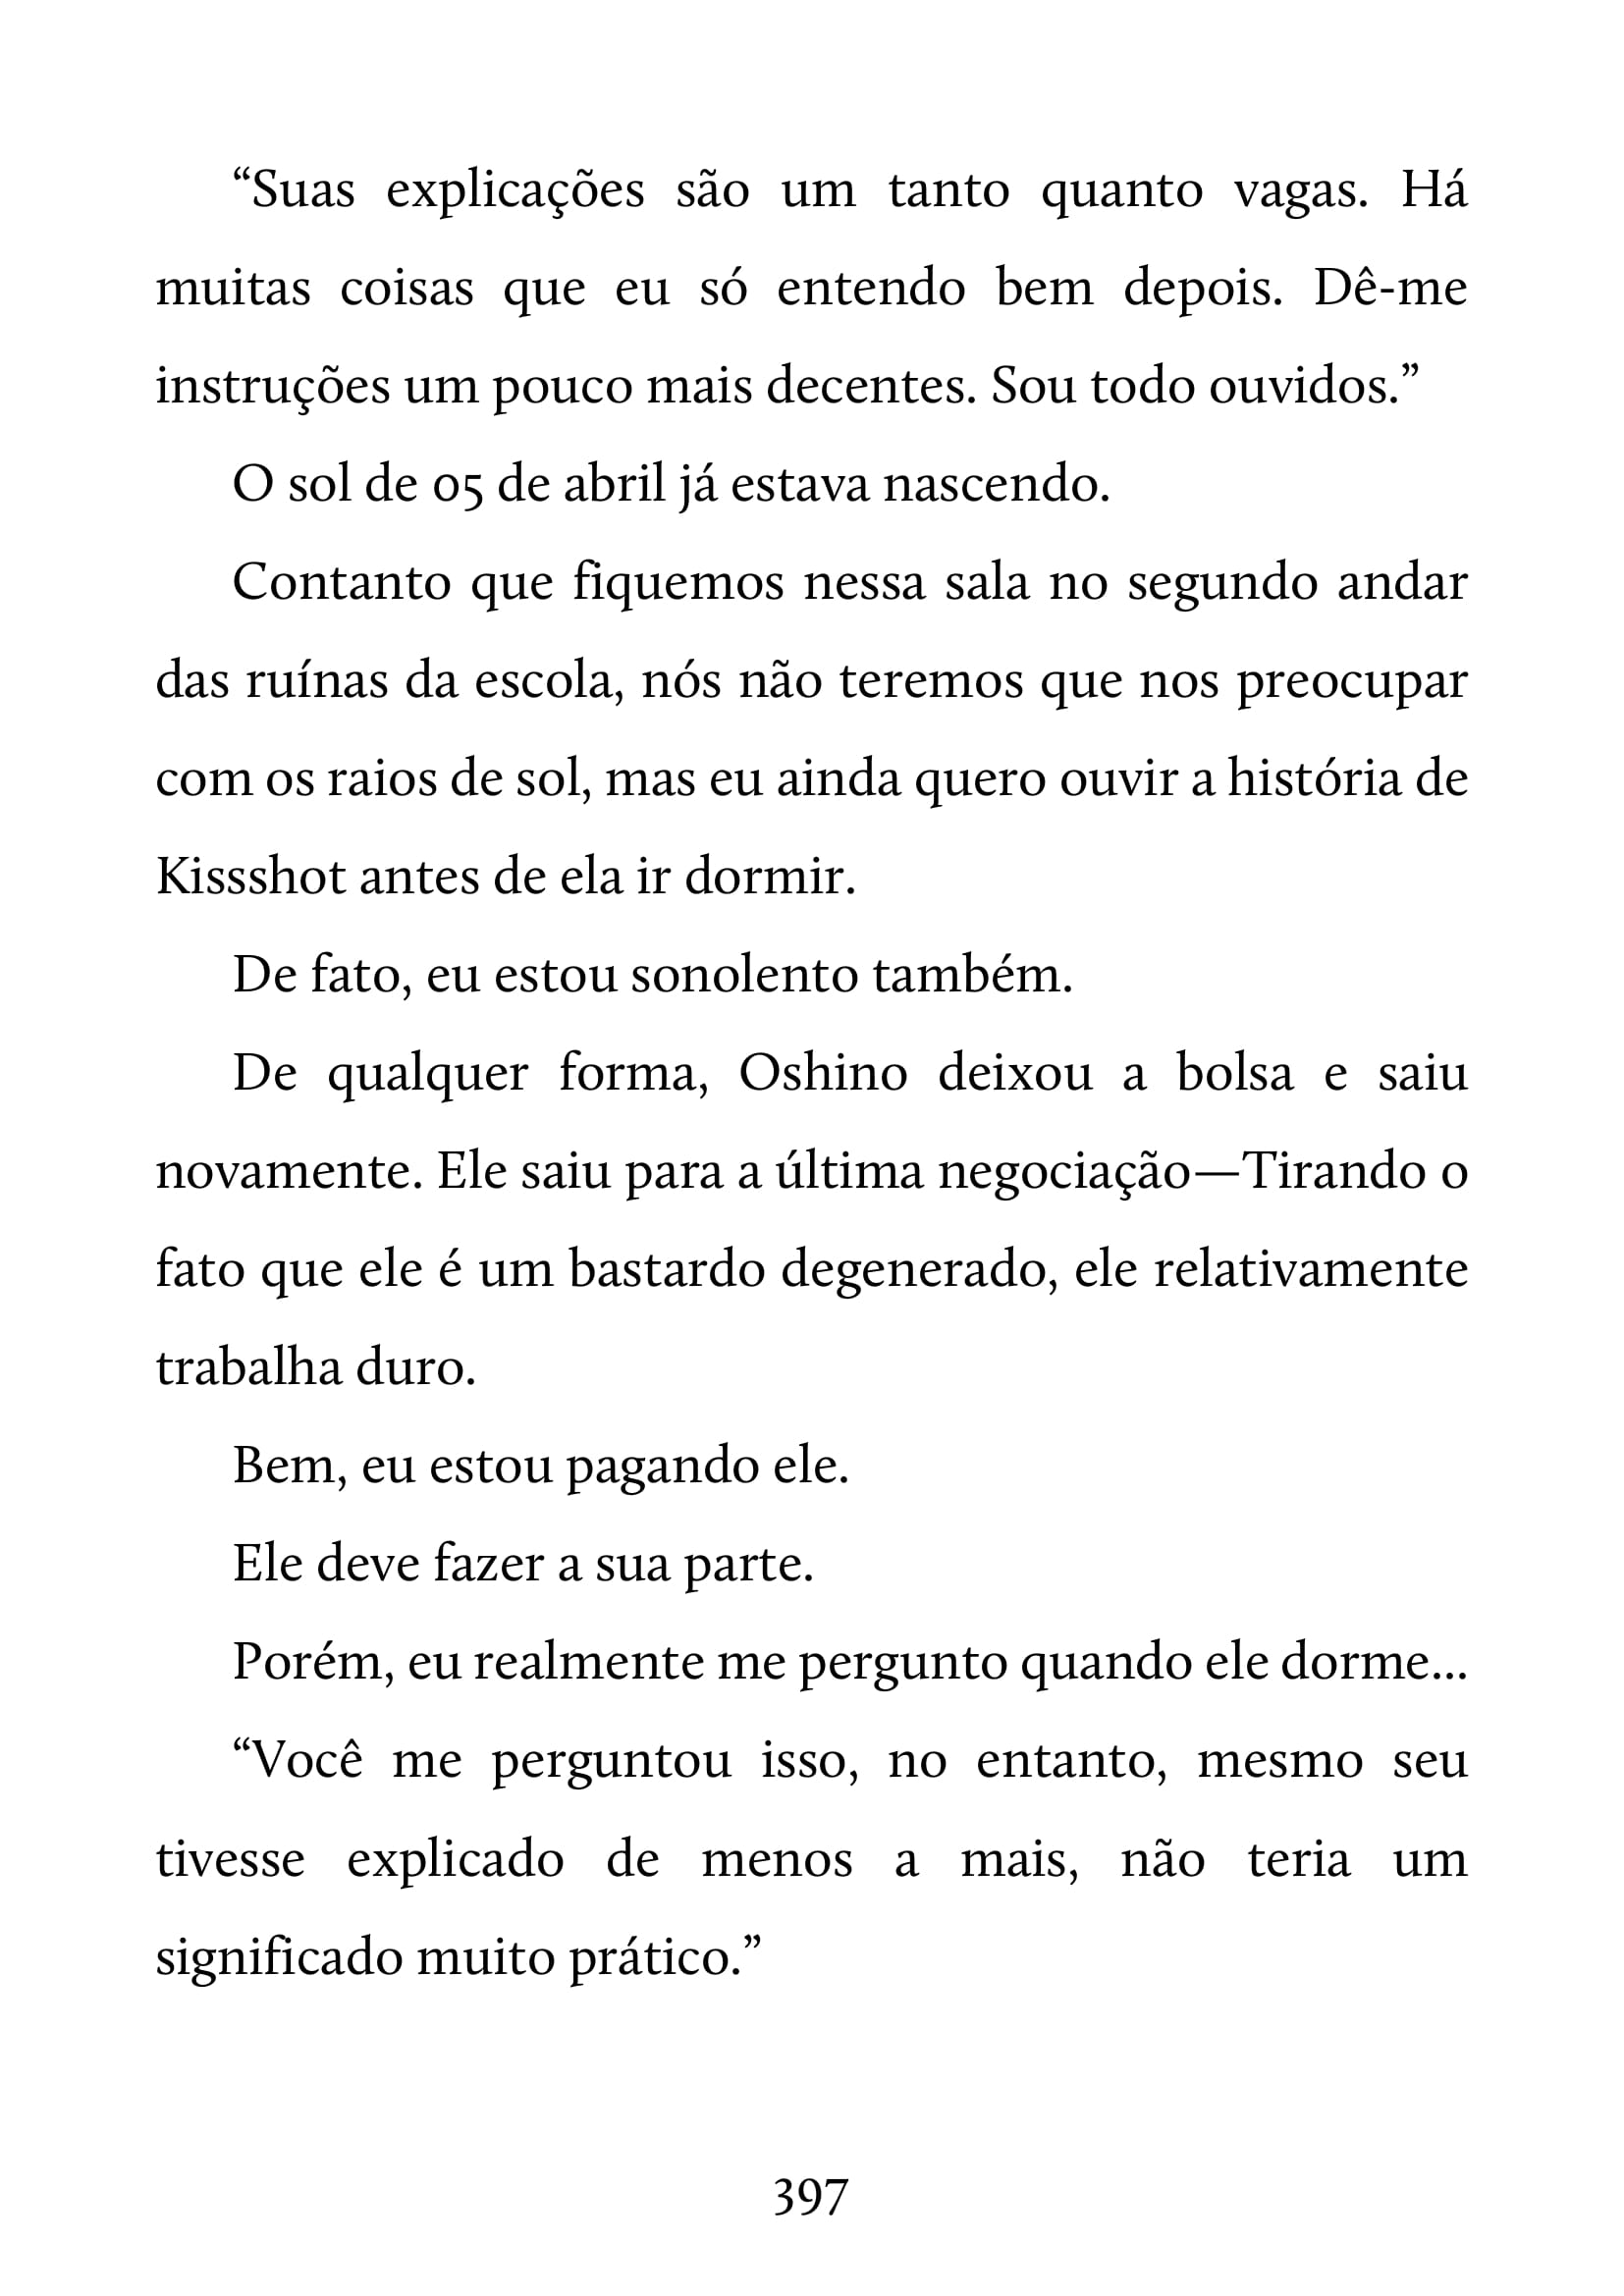 “Suas explicações são um tanto quanto vagas. Há
muitas coisas que eu só entendo bem depois. Dê-me
instruções um pouco mais decentes. Sou todo ouvidos.”
O sol de 05 de abril já estava nascendo.
Contanto que fiquemos nessa sala no segundo andar
das ruínas da escola, nós não teremos que nos preocupar
com os raios de sol, mas eu ainda quero ouvir a história de
Kissshot antes de ela ir dormir.
De fato, eu estou sonolento também.
De qualquer forma, Oshino deixou a bolsa e saiu
novamente. Ele saiu para a última negociação—Tirando o
fato que ele é um bastardo degenerado, ele relativamente
trabalha duro.
Bem, eu estou pagando ele.
Ele deve fazer a sua parte.
Porém, eu realmente me pergunto quando ele dorme...
“Você me perguntou isso, no entanto, mesmo seu
tivesse explicado de menos a mais, não teria um
significado muito prático.”
397